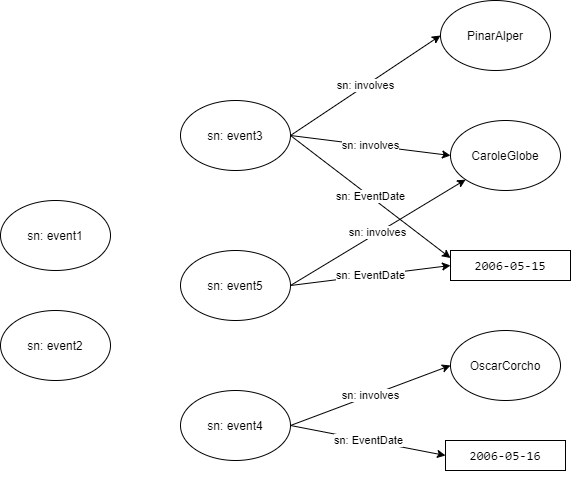 PinarAlper
sn: involves
sn: event3
sn: involves
CaroleGlobe
sn: EventDate
sn: event1
sn: involves
2006-05-15
sn: EventDate
sn: event5
sn: event2
OscarCorcho
sn: involves
sn: event4
sn: EventDate
2006-05-16